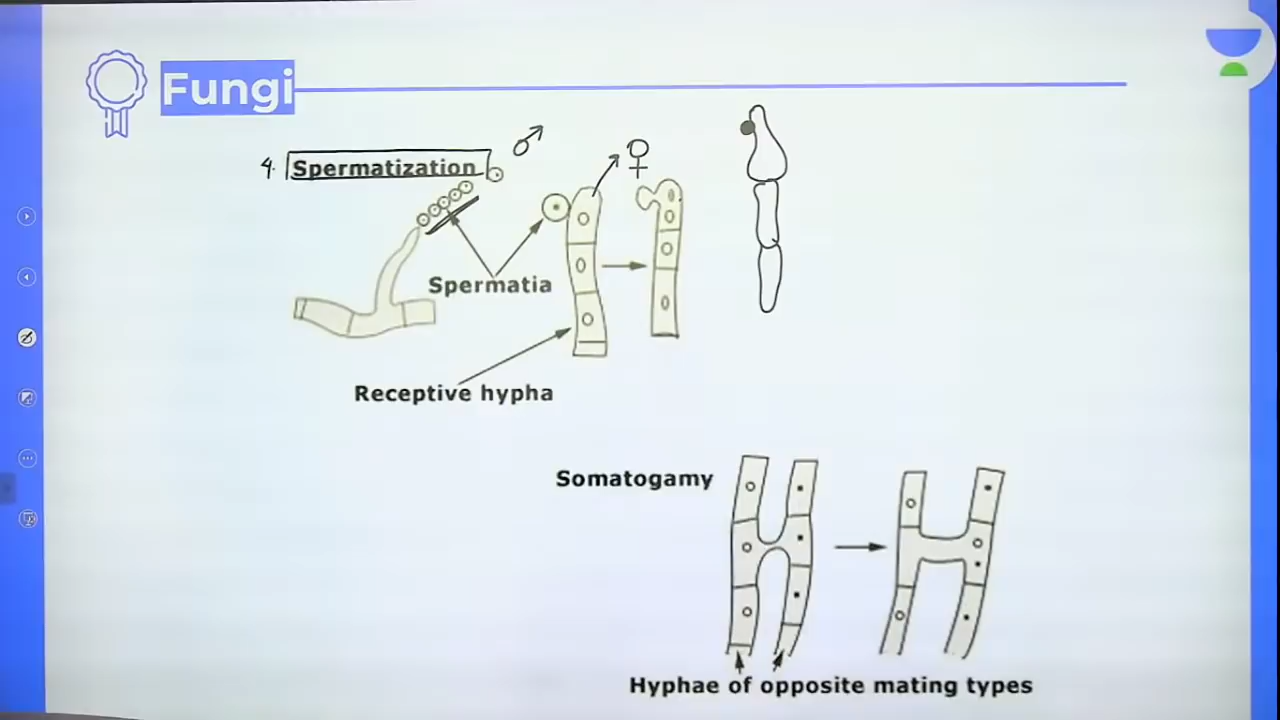 Fungi
4. Spermatization
♂
♀
Spermatia
Receptive hypha
Somatogamy
Hyphae of opposite mating types